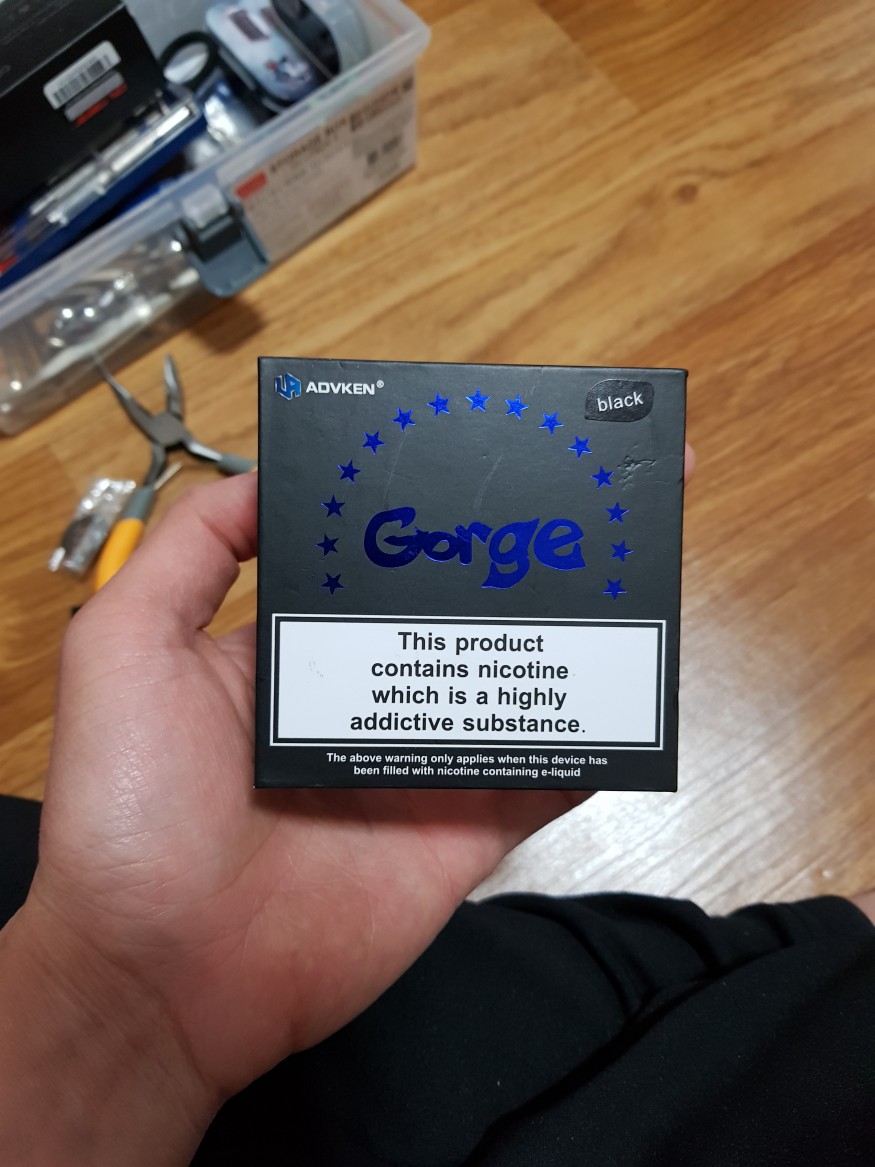 ADVKEN®
black
Gorge
This product
contains nicotine
which is a highly
addictive substance.
The above warning only applies when this device has
been filled with nicotine containing e-liquid